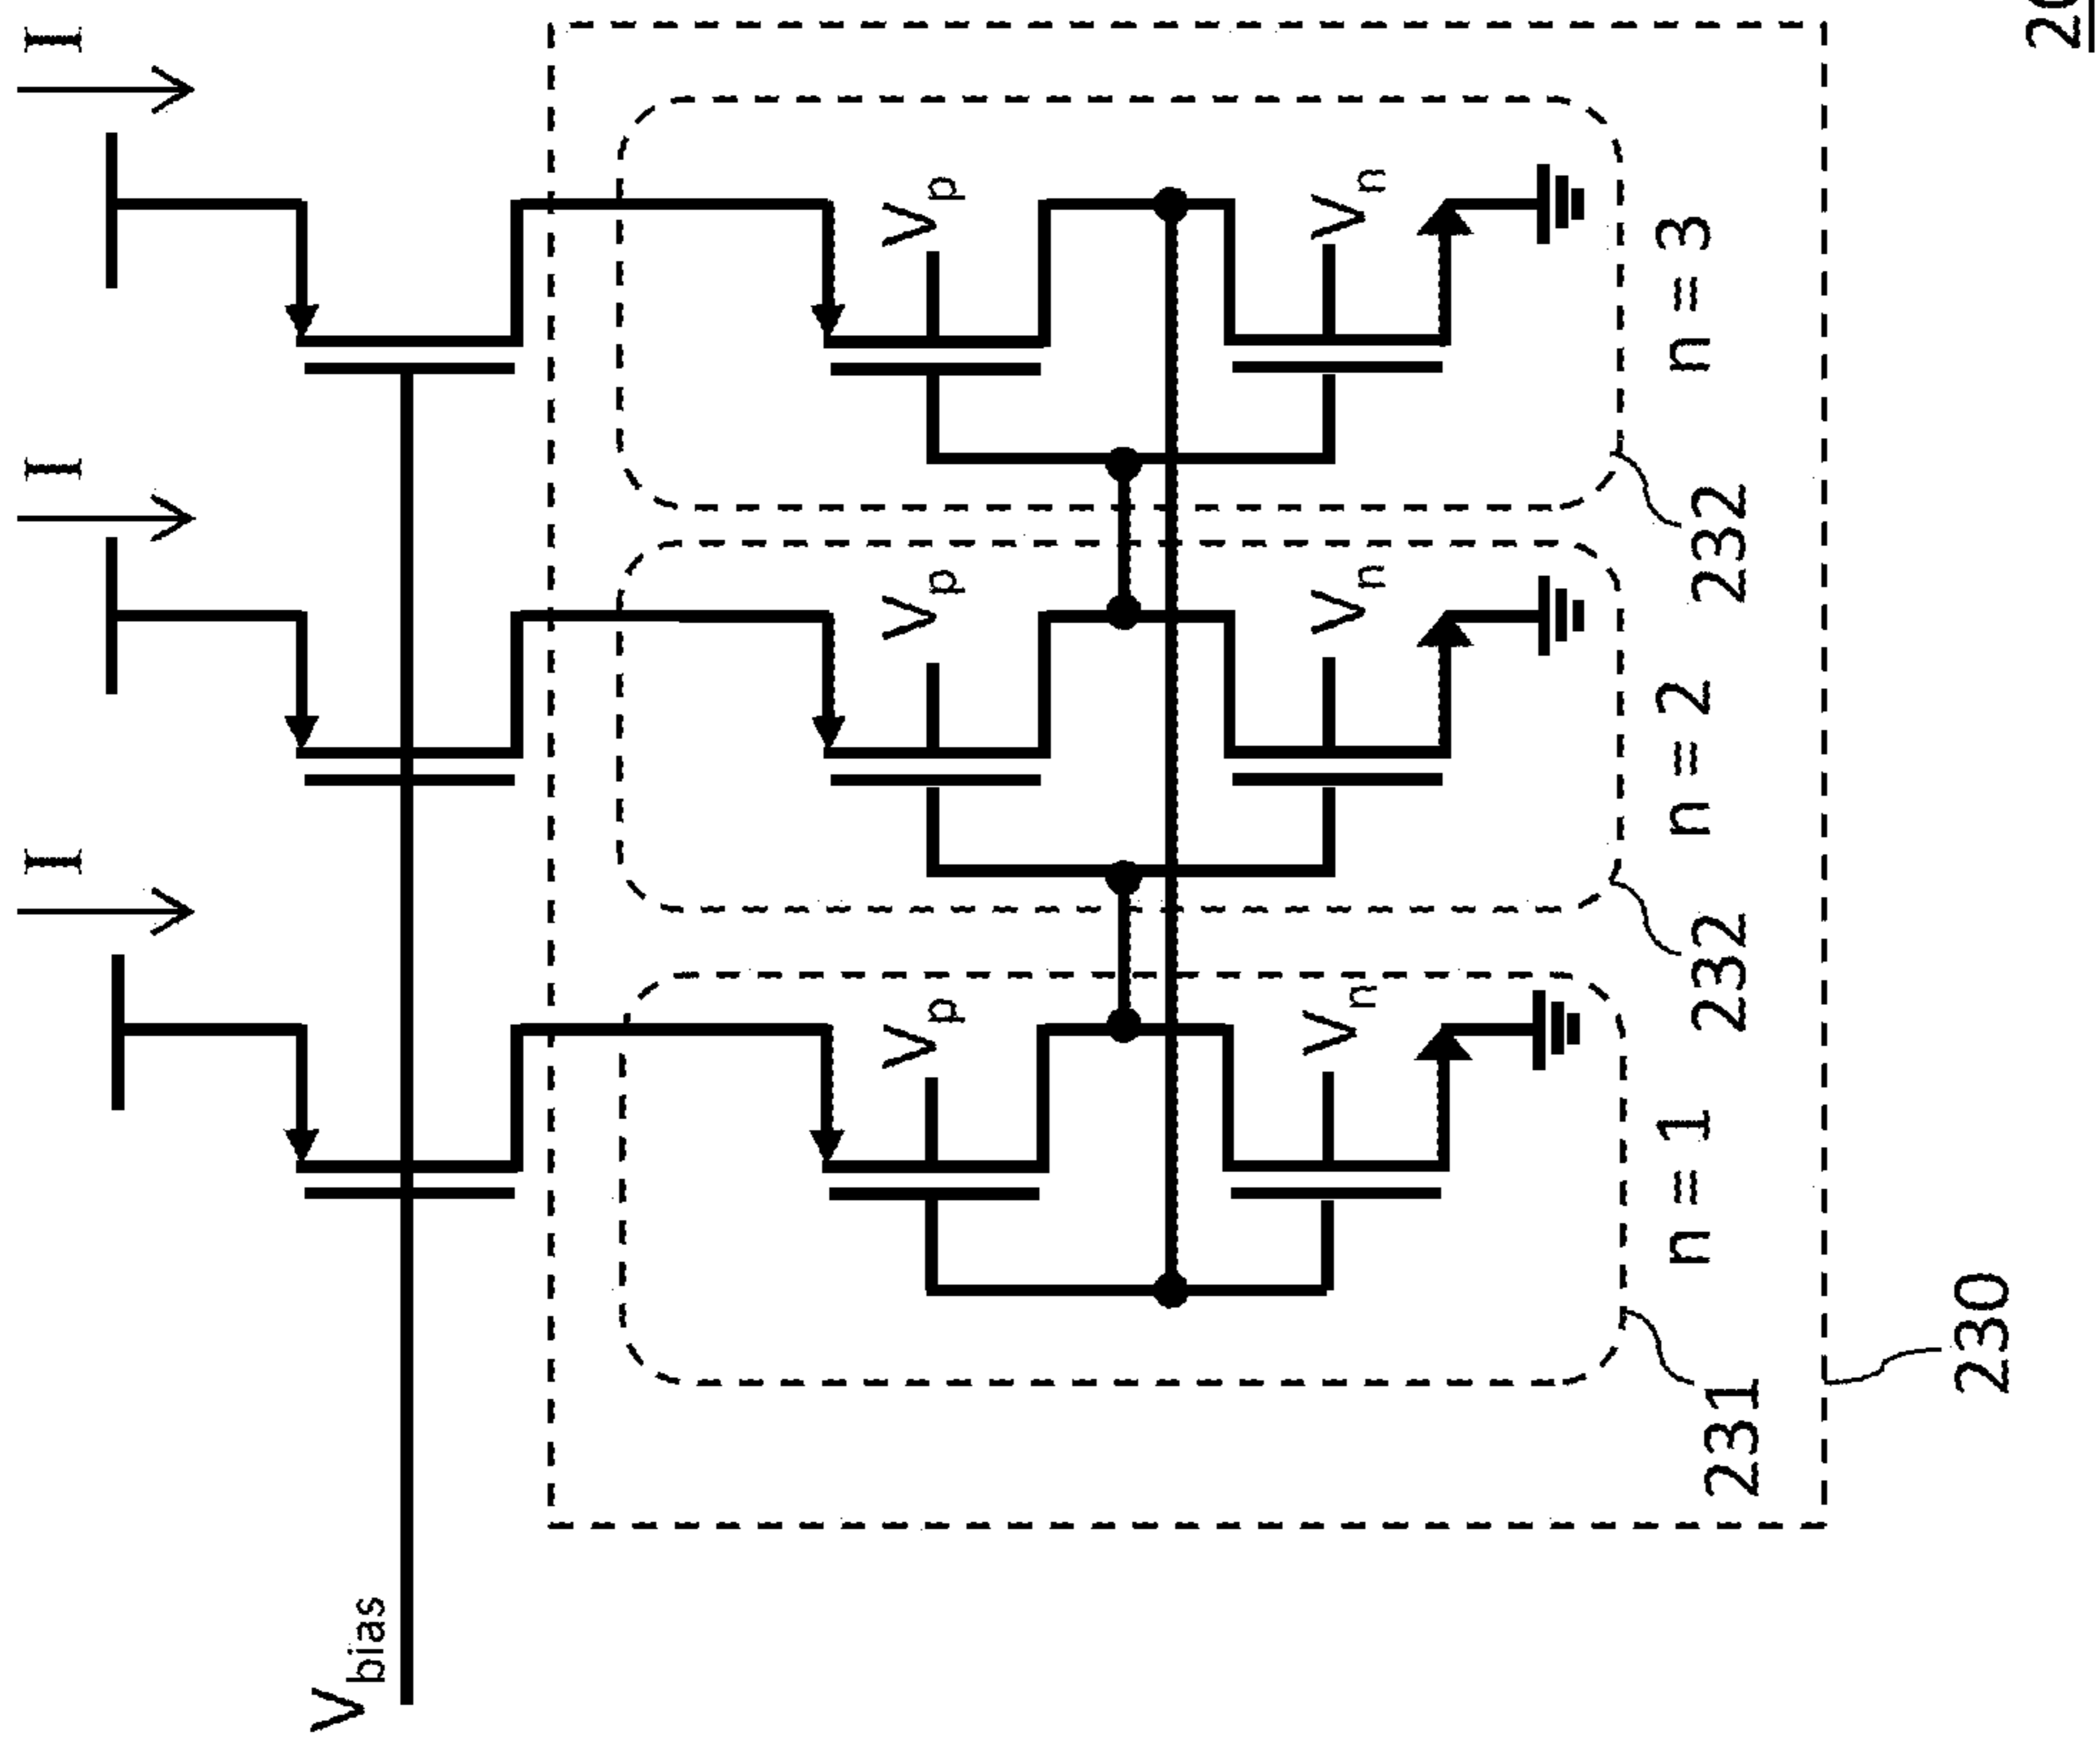 I I I
Vbias
Vp Vp Vp
Vn Vn Vn
n = 1 n = 2 n = 3
231 232 232
230